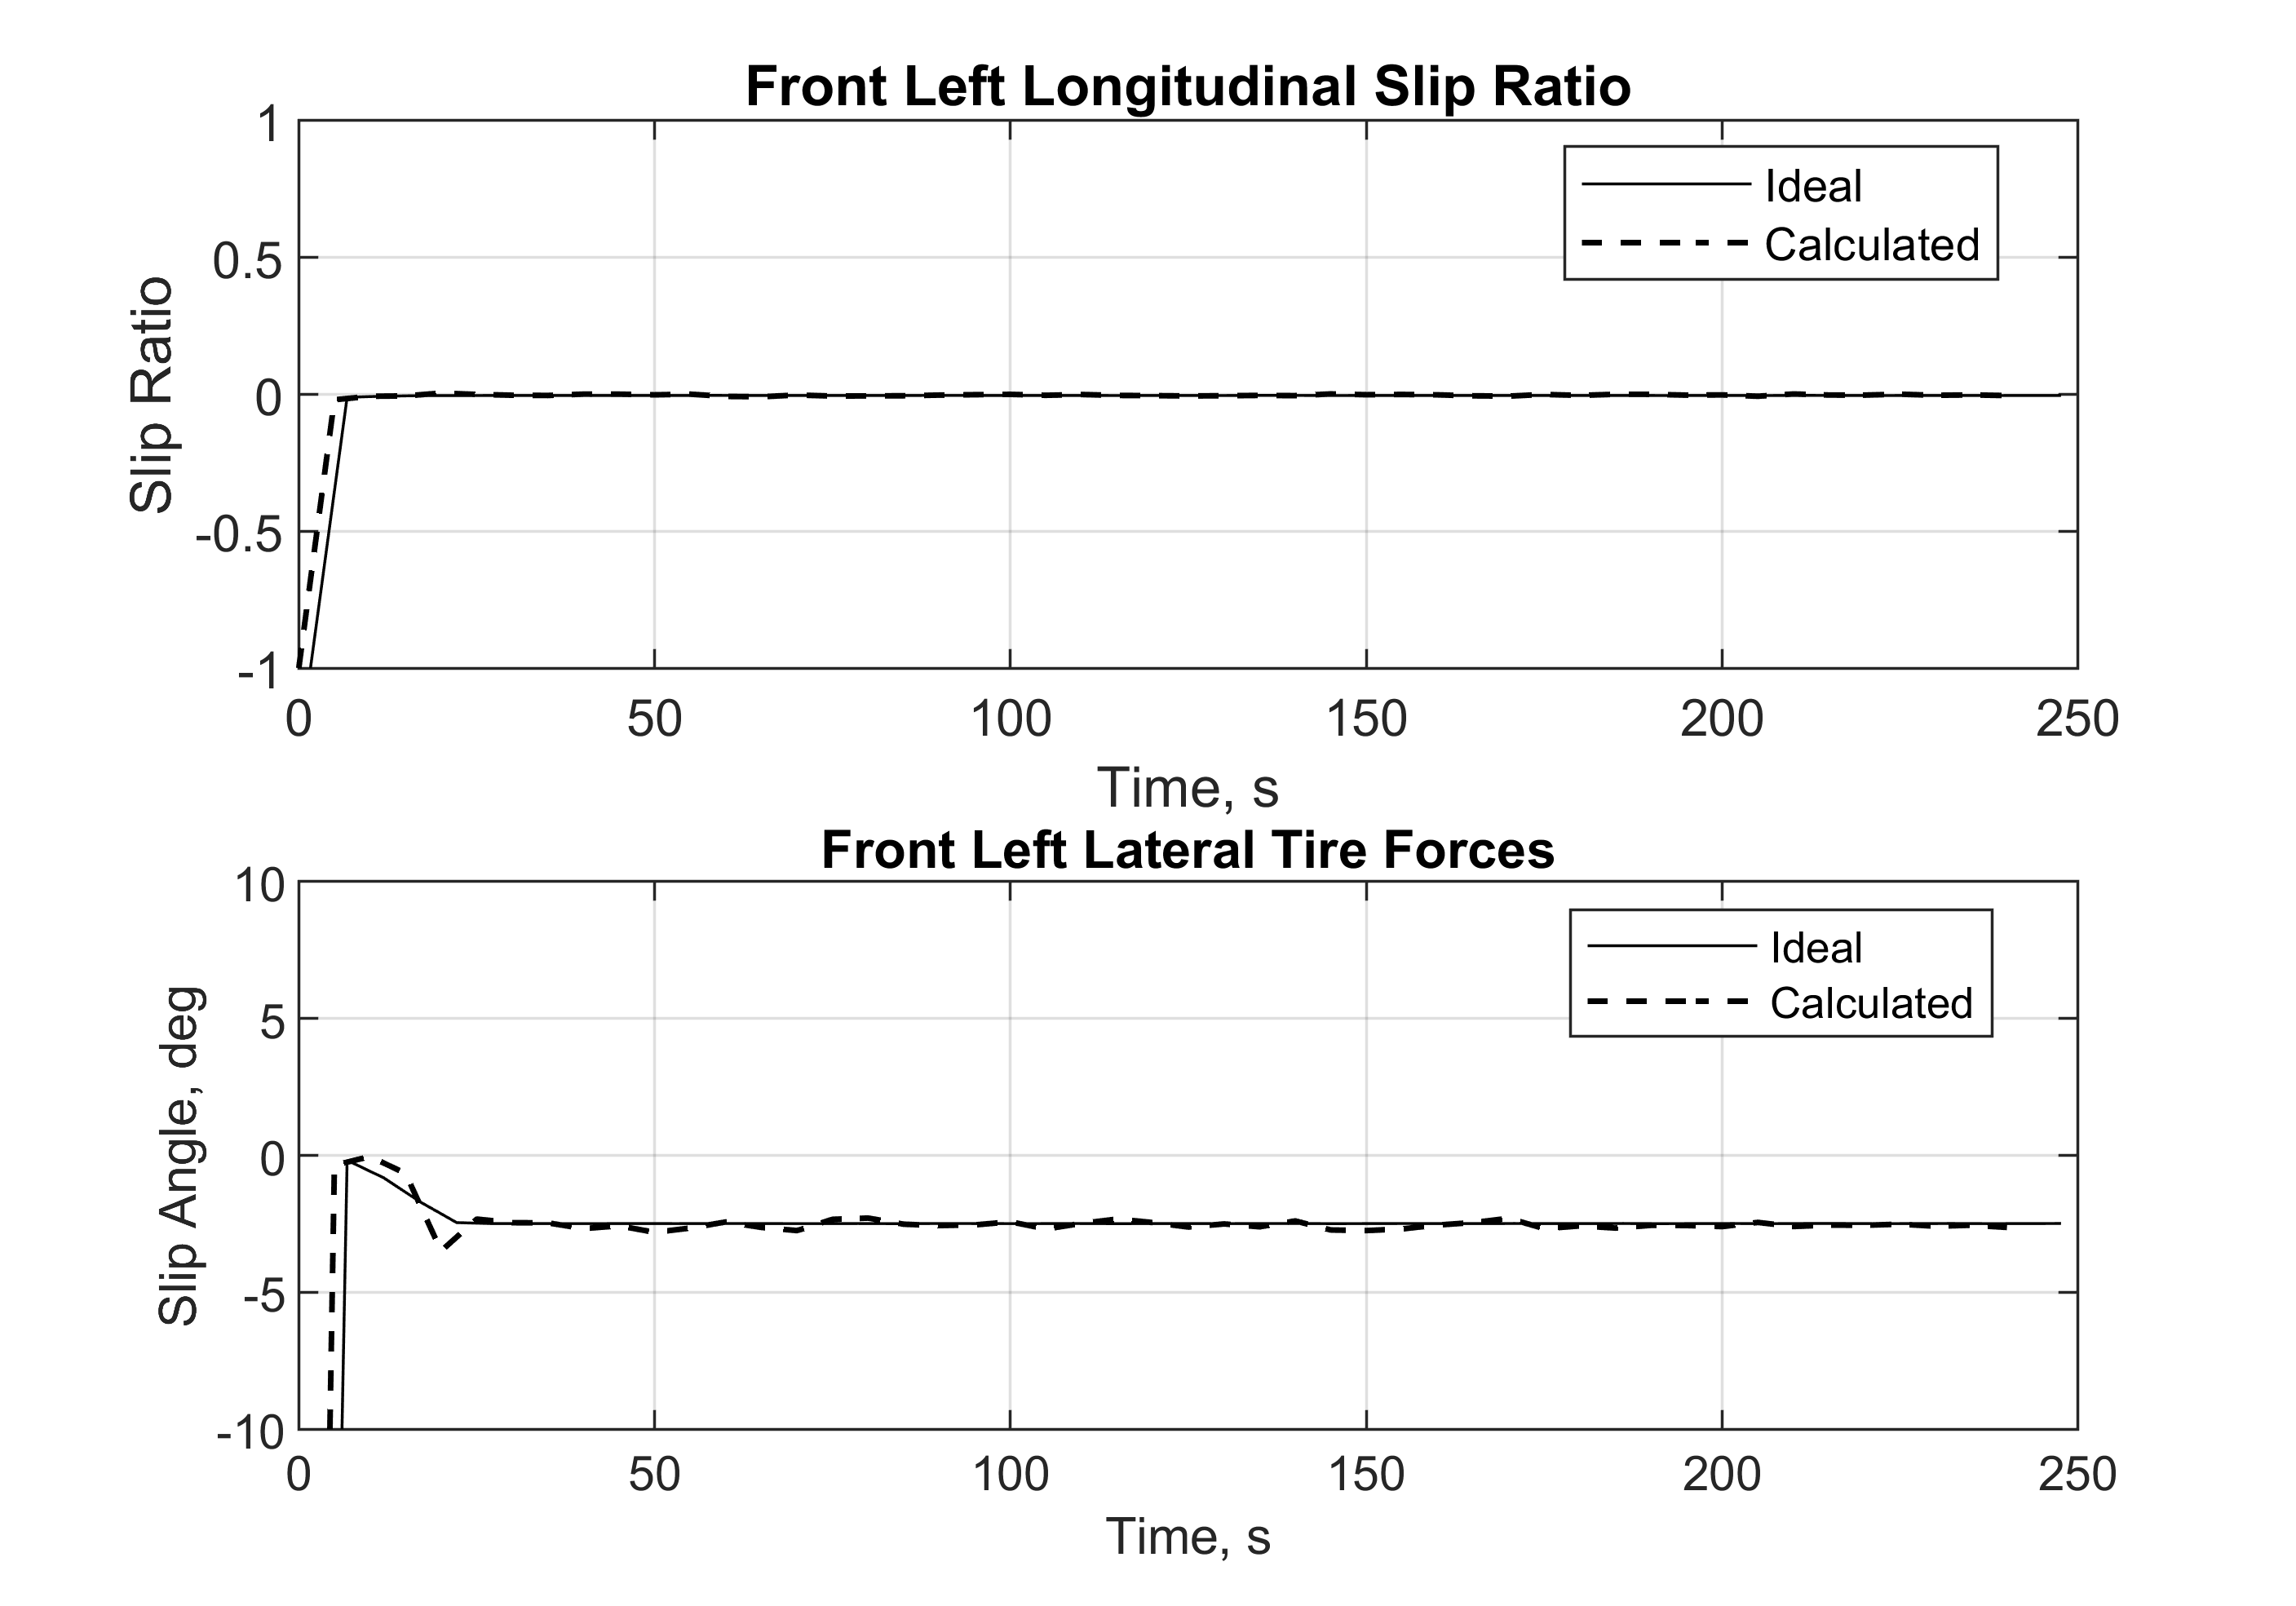 Front Left Longitudinal Slip Ratio
1
0.5
0
-0.5
-1
Slip Ratio
Ideal
Calculated
0 50 100 150 200 250
Time, s
Front Left Lateral Tire Forces
10
5
0
-5
-10
Slip Angle, deg
Ideal
Calculated
0 50 100 150 200 250
Time, s